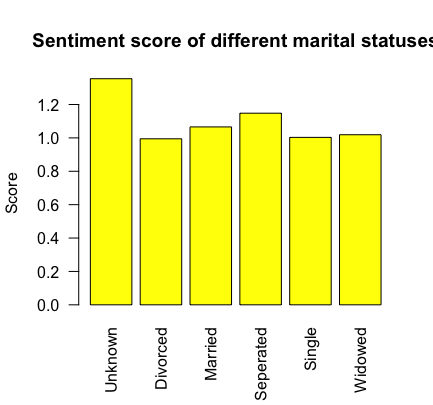 Sentiment score of different marital statuses
Score
1.2
1.0
0.8
0.6
0.4
0.2
0.0
Unknown
Divorced
Married
Seperated
Single
Widowed